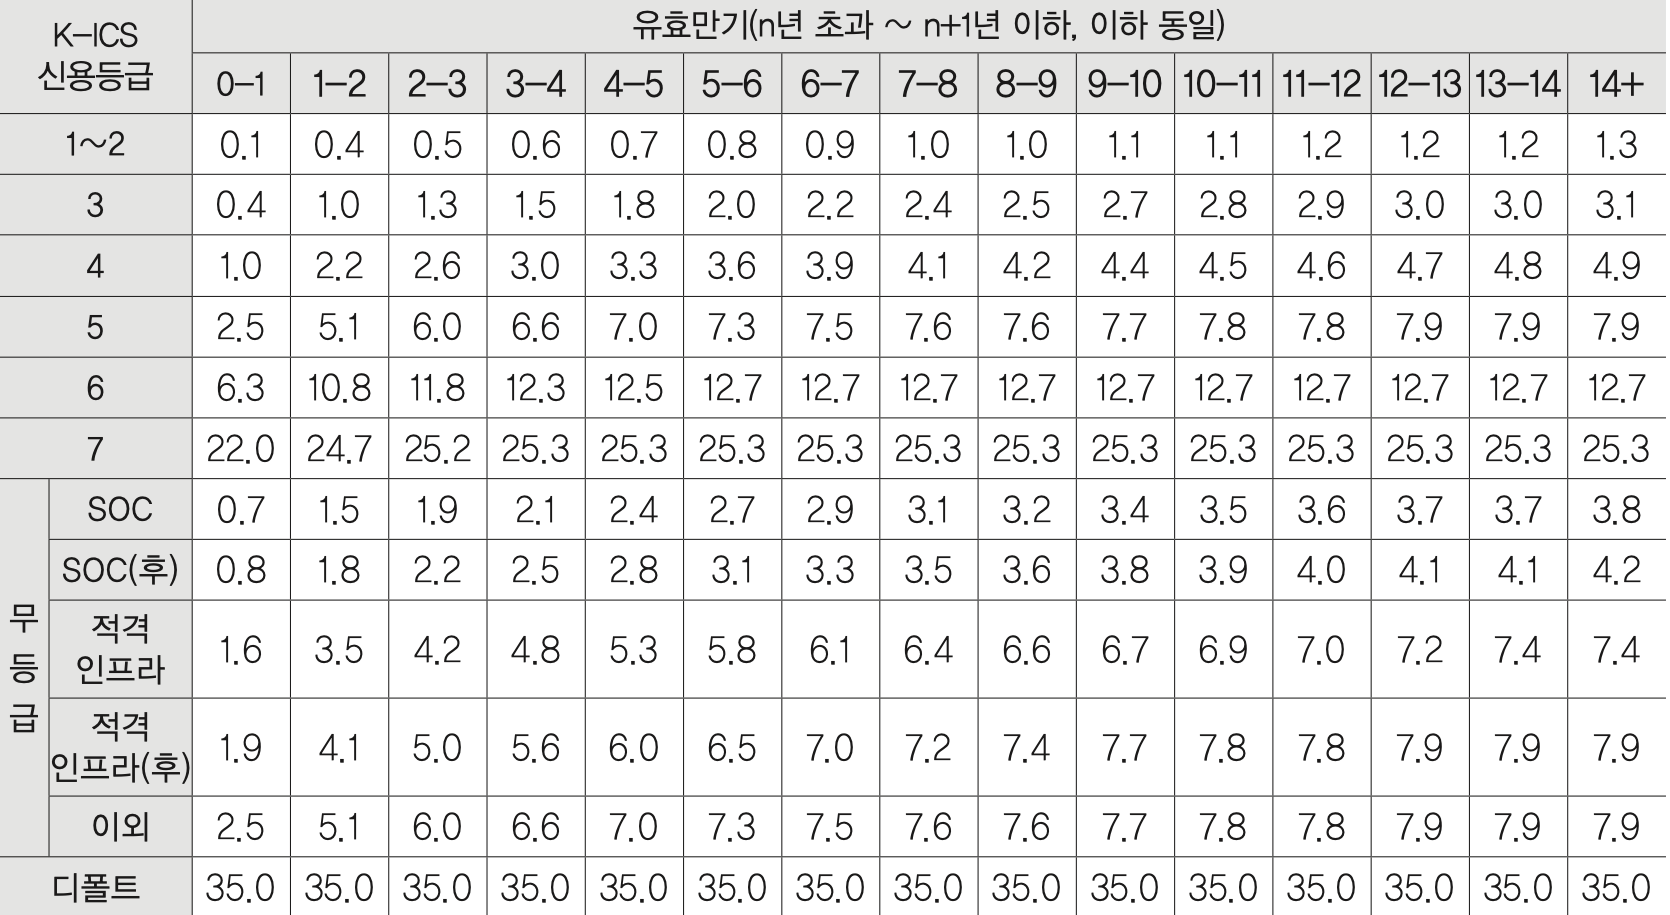 K-ICS
신용등급
유효만기(n년 초과 ~ n+1년 이하, 이하 동일)
0-1 1-2 2-3 3-4 4-5 5-6 6-7 7-8 8-9 9-10 10-11 11-12 12-13 13-14 14+
1~2 0.1 0.4 0.5 0.6 0.7 0.8 0.9 1.0 1.0 1.1 1.1 1.2 1.2 1.2 1.3
3 0.4 1.0 1.3 1.5 1.8 2.0 2.2 2.4 2.5 2.7 2.8 2.9 3.0 3.0 3.1
4 1.0 2.2 2.6 3.0 3.3 3.6 3.9 4.1 4.2 4.4 4.5 4.6 4.7 4.8 4.9
5 2.5 5.1 6.0 6.6 7.0 7.3 7.5 7.6 7.6 7.7 7.8 7.8 7.9 7.9 7.9
6 6.3 10.8 11.8 12.3 12.5 12.7 12.7 12.7 12.7 12.7 12.7 12.7 12.7 12.7 12.7
7 22.0 24.7 25.2 25.3 25.3 25.3 25.3 25.3 25.3 25.3 25.3 25.3 25.3 25.3 25.3
무
등
급
SOC 0.7 1.5 1.9 2.1 2.4 2.7 2.9 3.1 3.2 3.4 3.5 3.6 3.7 3.7 3.8
SOC(후) 0.8 1.8 2.2 2.5 2.8 3.1 3.3 3.5 3.6 3.8 3.9 4.0 4.1 4.1 4.2
적격
인프라 1.6 3.5 4.2 4.8 5.3 5.8 6.1 6.4 6.6 6.7 6.9 7.0 7.2 7.4 7.4
적격
인프라(후) 1.9 4.1 5.0 5.6 6.0 6.5 7.0 7.2 7.4 7.7 7.8 7.8 7.9 7.9 7.9
이외 2.5 5.1 6.0 6.6 7.0 7.3 7.5 7.6 7.6 7.7 7.8 7.8 7.9 7.9 7.9
디폴트 35.0 35.0 35.0 35.0 35.0 35.0 35.0 35.0 35.0 35.0 35.0 35.0 35.0 35.0 35.0